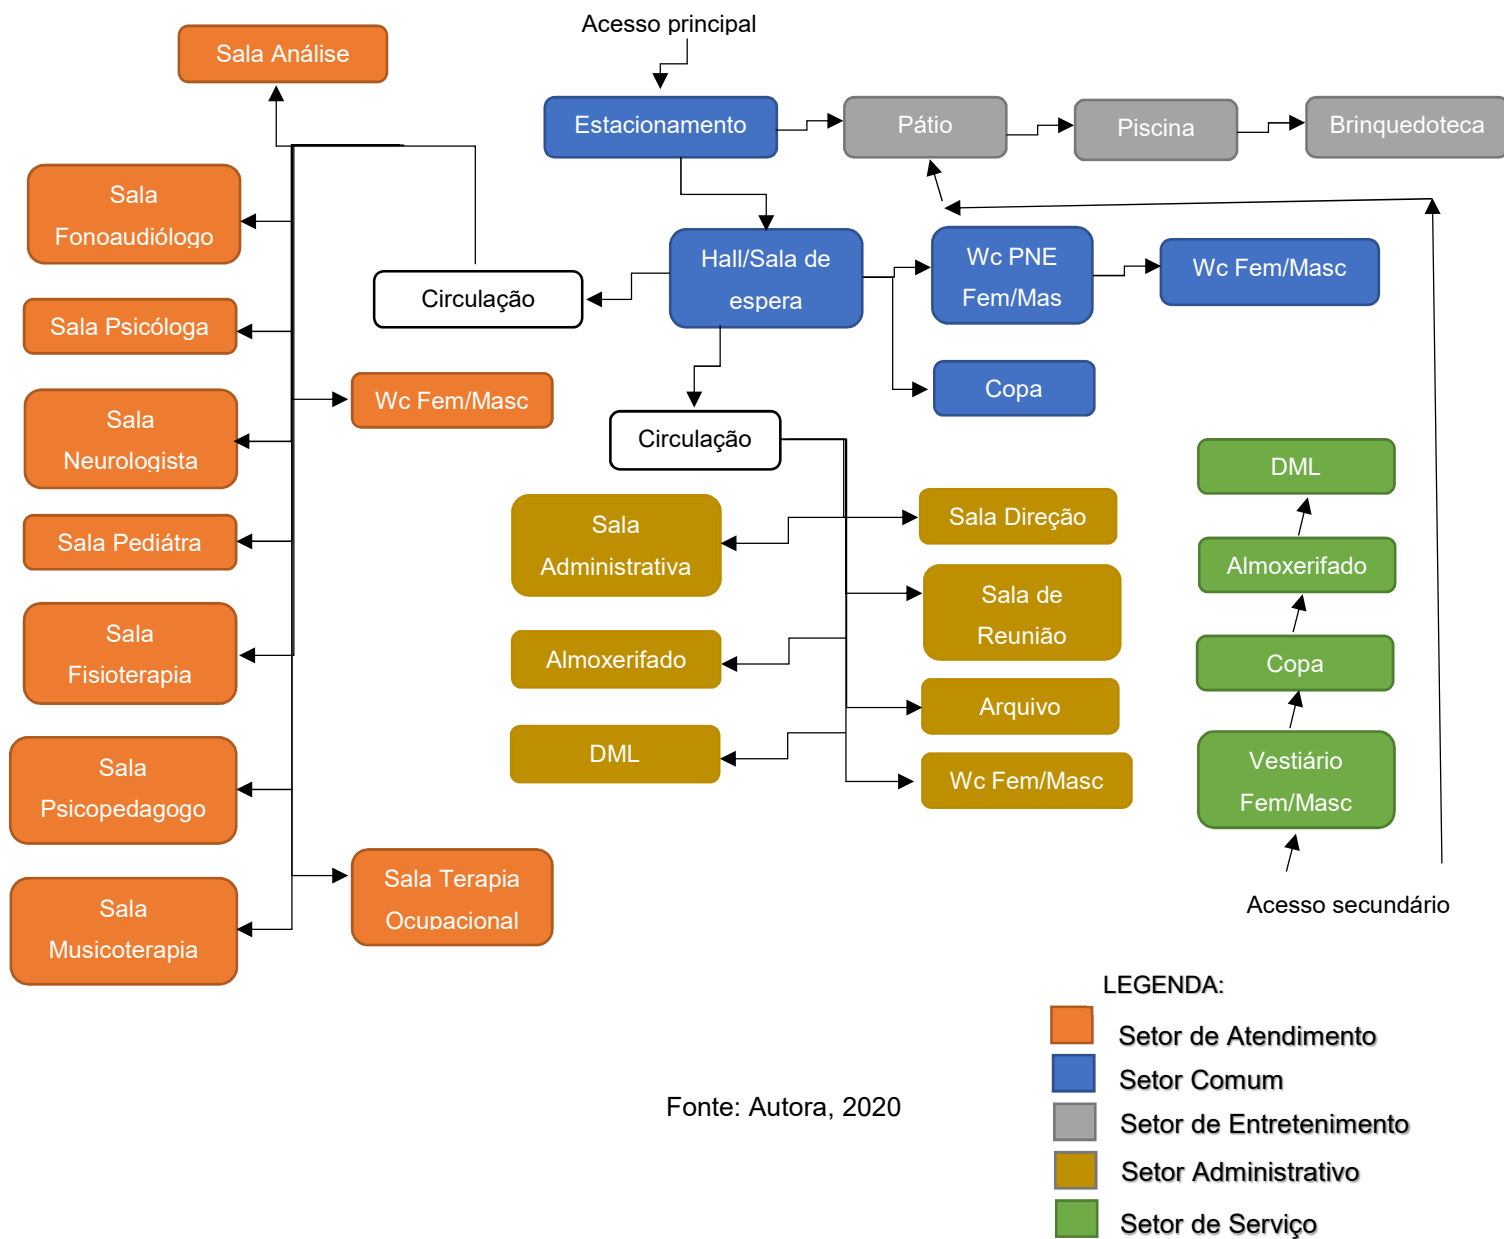 Acesso principal
Sala Análise
Estacionamento
Pátio
Piscina
Brinquedoteca
Sala
Fonoaudiólogo
Circulação
Hall/Sala de
espera
Wc PNE
Fem/Mas
Wc Fem/Masc
Sala Psicóloga
Wc Fem/Masc
Copa
Sala
Neurologista
Circulação
DML
Sala
Administrativa
Sala Direção
Sala Pediátra
Almoxerifado
Sala de
Reunião
Sala
Fisioterapia
Almoxerifado
Copa
Arquivo
DML
Wc Fem/Masc
Vestiário
Fem/Masc
Sala
Psicopedagogo
Sala Terapia
Ocupacional
Sala
Musicoterapia
Acesso secundário
LEGENDA:
Setor de Atendimento
Setor Comum
Setor de Entretenimento
Setor Administrativo
Setor de Serviço
Fonte: Autora, 2020